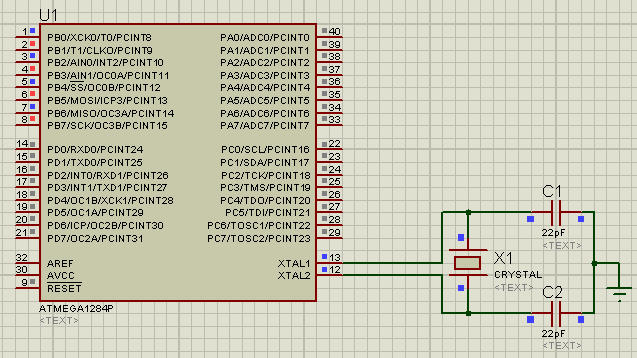 U1
1 PB0/XCK0/T0/PCINT8 PA0/ADC0/PCINT0 40
2 PB1/T1/CLKO/PCINT9 PA1/ADC1/PCINT1 39
3 PB2/AIN0/INT2/PCINT10 PA2/ADC2/PCINT2 38
4 PB3/AIN1/OC0A/PCINT11 PA3/ADC3/PCINT3 37
5 PB4/SS/OC0B/PCINT12 PA4/ADC4/PCINT4 36
6 PB5/MOSI/ICP3/PCINT13 PA5/ADC5/PCINT5 35
7 PB6/MISO/OC3A/PCINT14 PA6/ADC6/PCINT6 34
8 PB7/SCK/OC3B/PCINT15 PA7/ADC7/PCINT7 33
14 PD0/RXD0/PCINT24 PC0/SCL/PCINT16 22
15 PD1/TXD0/PCINT25 PC1/SDA/PCINT17 23
16 PD2/INT0/RXD1/PCINT26 PC2/TCK/PCINT18 24
17 PD3/INT1/TXD1/PCINT27 PC3/TMS/PCINT19 25
18 PD4/OC1B/XCK1/PCINT28 PC4/TDO/PCINT20 26
19 PD5/OC1A/PCINT29 PC5/TDI/PCINT21 27
20 PD6/ICP/OC2B/PCINT30 PC6/TOSC1/PCINT22 28
21 PD7/OC2A/PCINT31 PC7/TOSC2/PCINT23 29
32 AREF XTAL1 13
30 AVCC XTAL2 12
9 RESET
ATMEGA1284P
<TEXT>
C1
22pF
<TEXT>
X1
CRYSTAL
<TEXT>
C2
22pF
<TEXT>